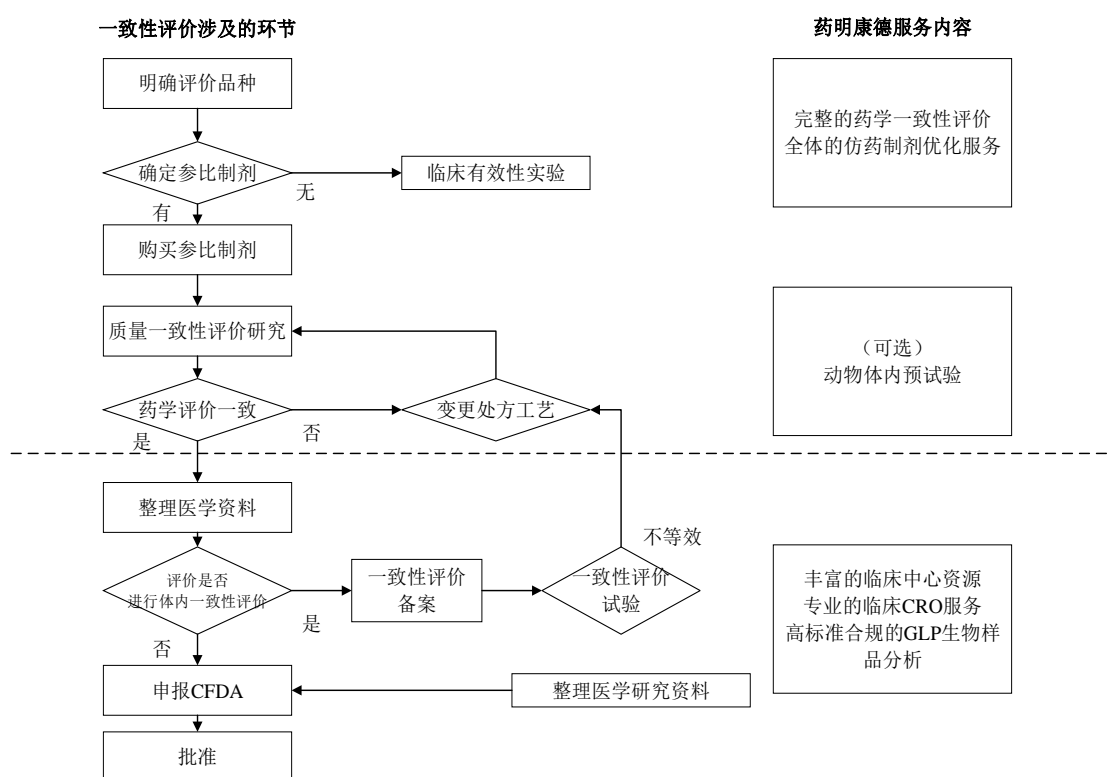 一致性评价涉及的环节
药明康德服务内容
明确评价品种
完整的药学一致性评价
全体的仿药制剂优化服务
确定参比制剂
临床有效性实验
无
有
购买参比制剂
质量一致性评价研究
（可选）
动物体内预试验
药学评价一致
变更处方工艺
否
是
整理医学资料
不等效
评价是否
进行体内一致性评价
一致性评价
备案
一致性评价
试验
丰富的临床中心资源
专业的临床CRO服务
高标准合规的GLP生物样
品分析
是
否
申报CFDA
整理医学研究资料
批准